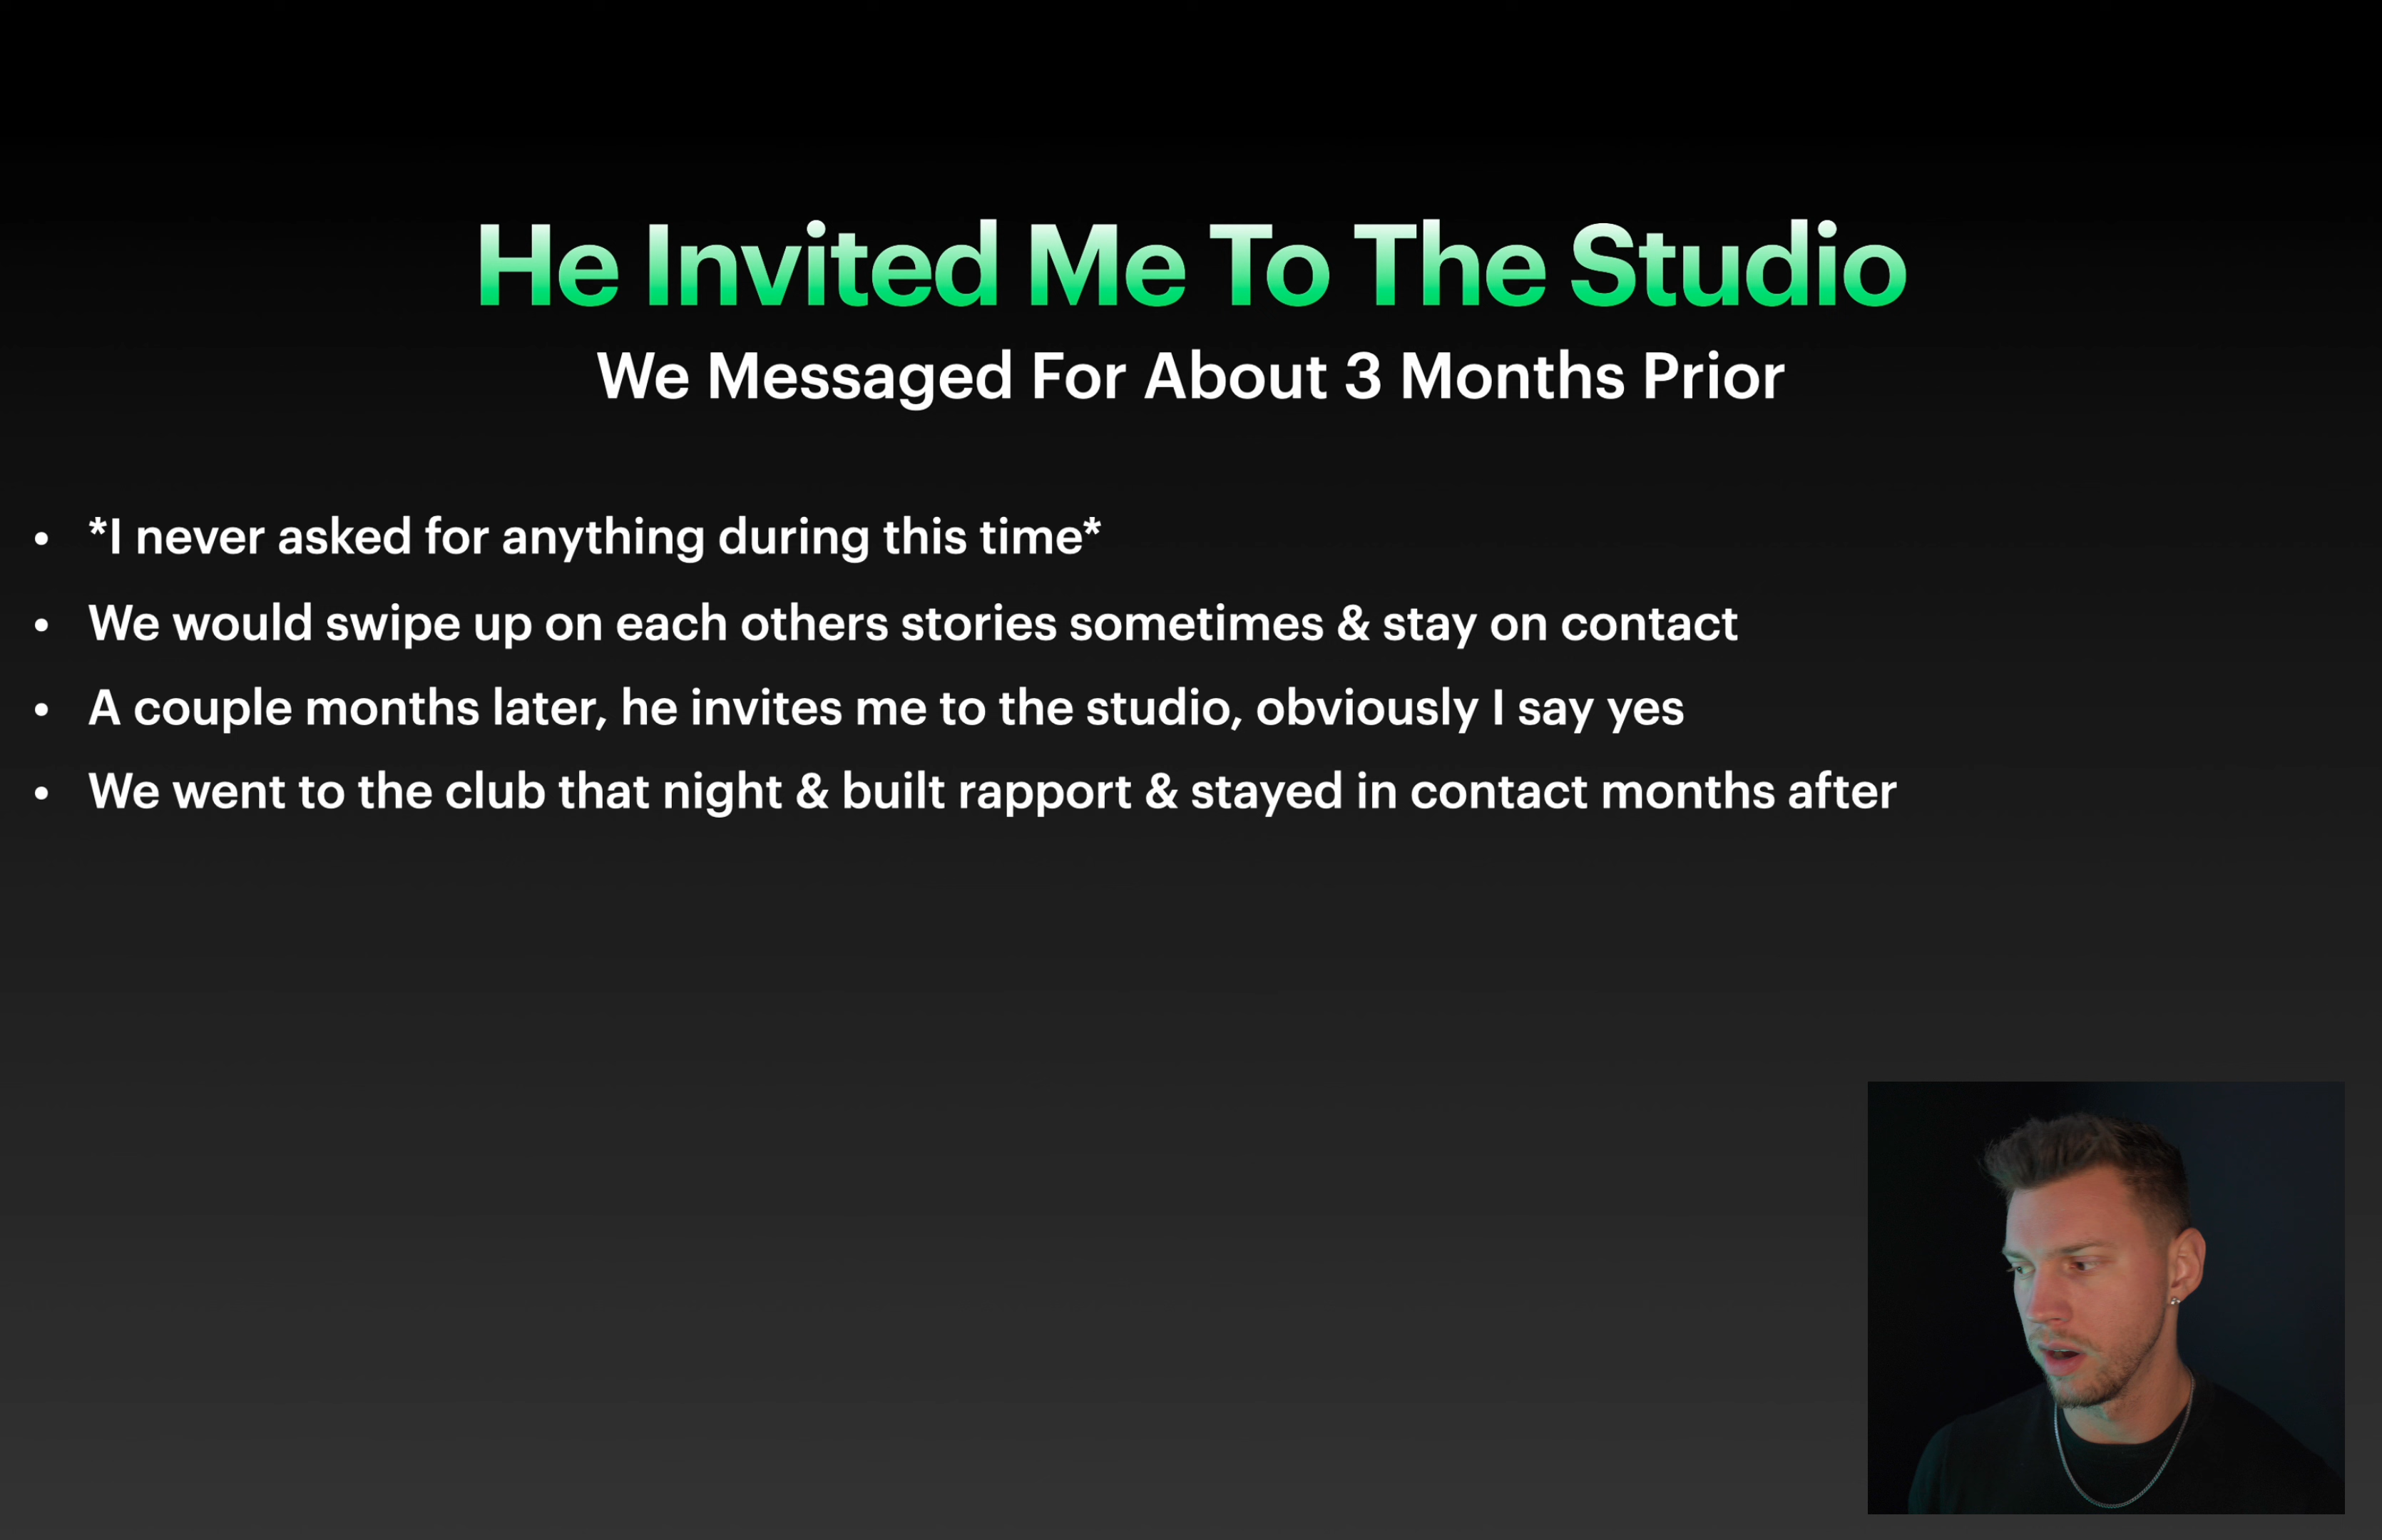 He Invited Me To The Studio
We Messaged For About 3 Months Prior
• *I never asked for anything during this time*
• We would swipe up on each others stories sometimes & stay on contact
• A couple months later, he invites me to the studio, obviously I say yes
• We went to the club that night & built rapport & stayed in contact months after